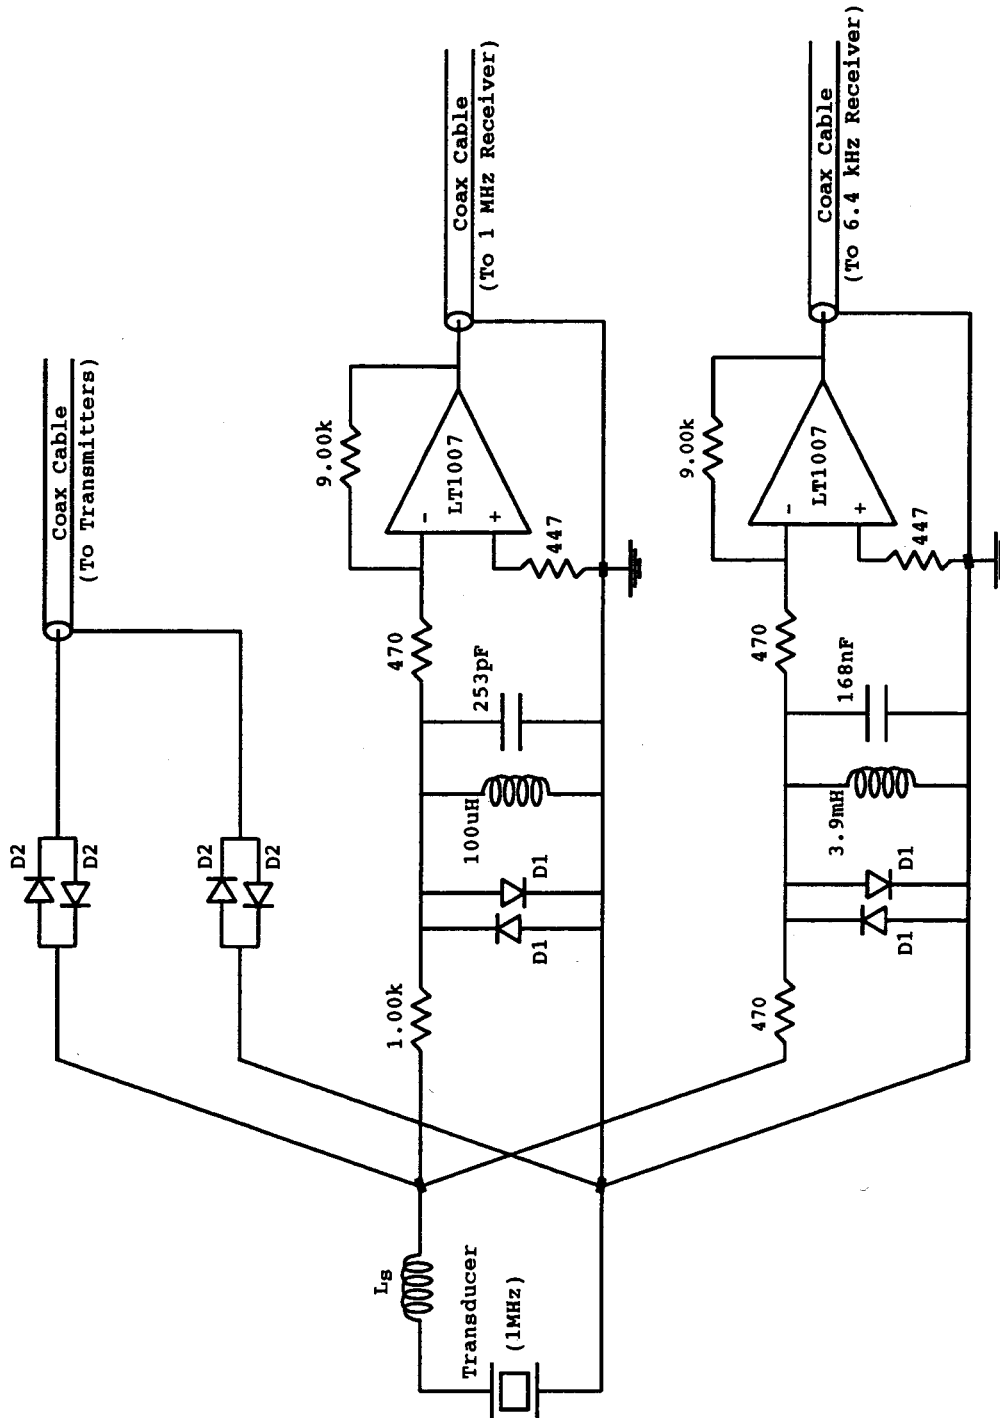 Coax Cable
(To Transmitters)
D2
D2
D2
D2
Coax Cable
(To 1 MHz Receiver)
9.00k
LT1007
-
+
447
470
253pF
100uH
D1
D1
1.00k
Ls
Transducer
(1MHz)
Coax Cable
(To 6.4 kHz Receiver)
9.00k
LT1007
-
+
447
470
168nF
3.9mH
D1
D1
470